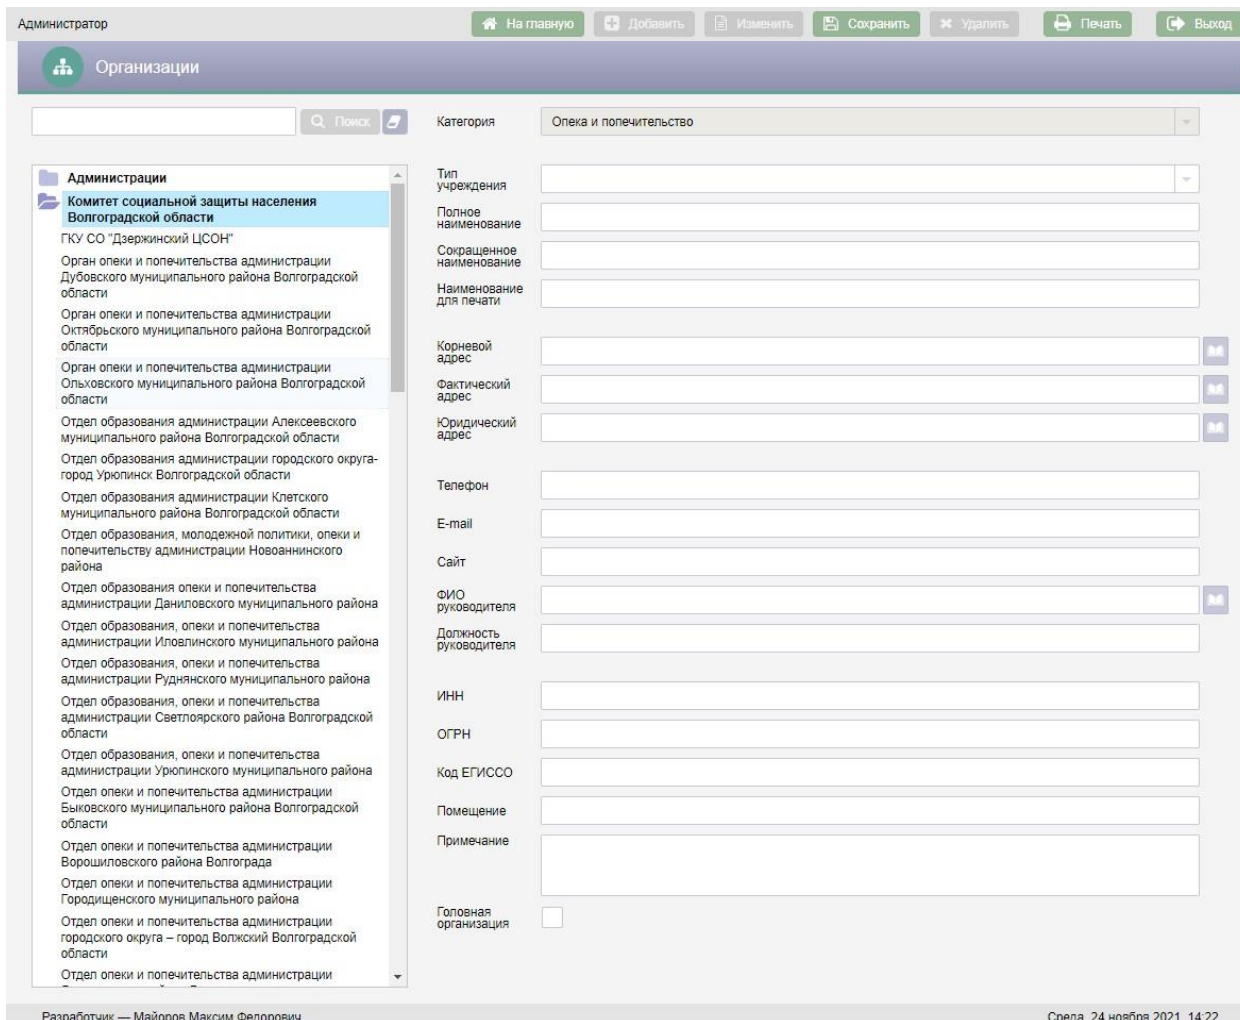 Администратор
На главную
Добавить
Изменить
Сохранить
Удалить
Печать
Выход
Организации
Поиск
Администрации
Комитет социальной защиты населения
Волгоградской области
ГКУ СО "Дзержинский ЦСОН"
Орган опеки и попечительства администрации
Дубовского муниципального района Волгоградской
области
Орган опеки и попечительства администрации
Октябрьского муниципального района Волгоградской
области
Орган опеки и попечительства администрации
Ольховского муниципального района Волгоградской
области
Отдел образования администрации Алексеевского
муниципального района Волгоградской области
Отдел образования администрации городского округа-
город Урюпинск Волгоградской области
Отдел образования администрации Клетского
муниципального района Волгоградской области
Отдел образования, молодежной политики, опеки и
попечительству администрации Новоаннинского
района
Отдел образования опеки и попечительства
администрации Даниловского муниципального района
Отдел образования, опеки и попечительства
администрации Иловлинского муниципального района
Отдел образования, опеки и попечительства
администрации Руднянского муниципального района
Отдел образования, опеки и попечительства
администрации Светлоярского района Волгоградской
области
Отдел образования, опеки и попечительства
администрации Урюпинского муниципального района
Отдел опеки и попечительства администрации
Быковского муниципального района Волгоградской
области
Отдел опеки и попечительства администрации
Ворошиловского района Волгограда
Отдел опеки и попечительства администрации
Городищенского муниципального района
Отдел опеки и попечительства администрации
городского округа – город Волжский Волгоградской
области
Отдел опеки и попечительства администрации
Категория
Опека и попечительство
Тип
учреждения
Полное
наименование
Сокращенное
наименование
Наименование
для печати
Корневой
адрес
Фактический
адрес
Юридический
адрес
Телефон
E-mail
Сайт
ФИО
руководителя
Должность
руководителя
ИНН
ОГРН
Код ЕГИССО
Помещение
Примечание
Головная
организация
Разработчик — Майоров Максим Федорович
Среда, 24 ноября 2021, 14:22